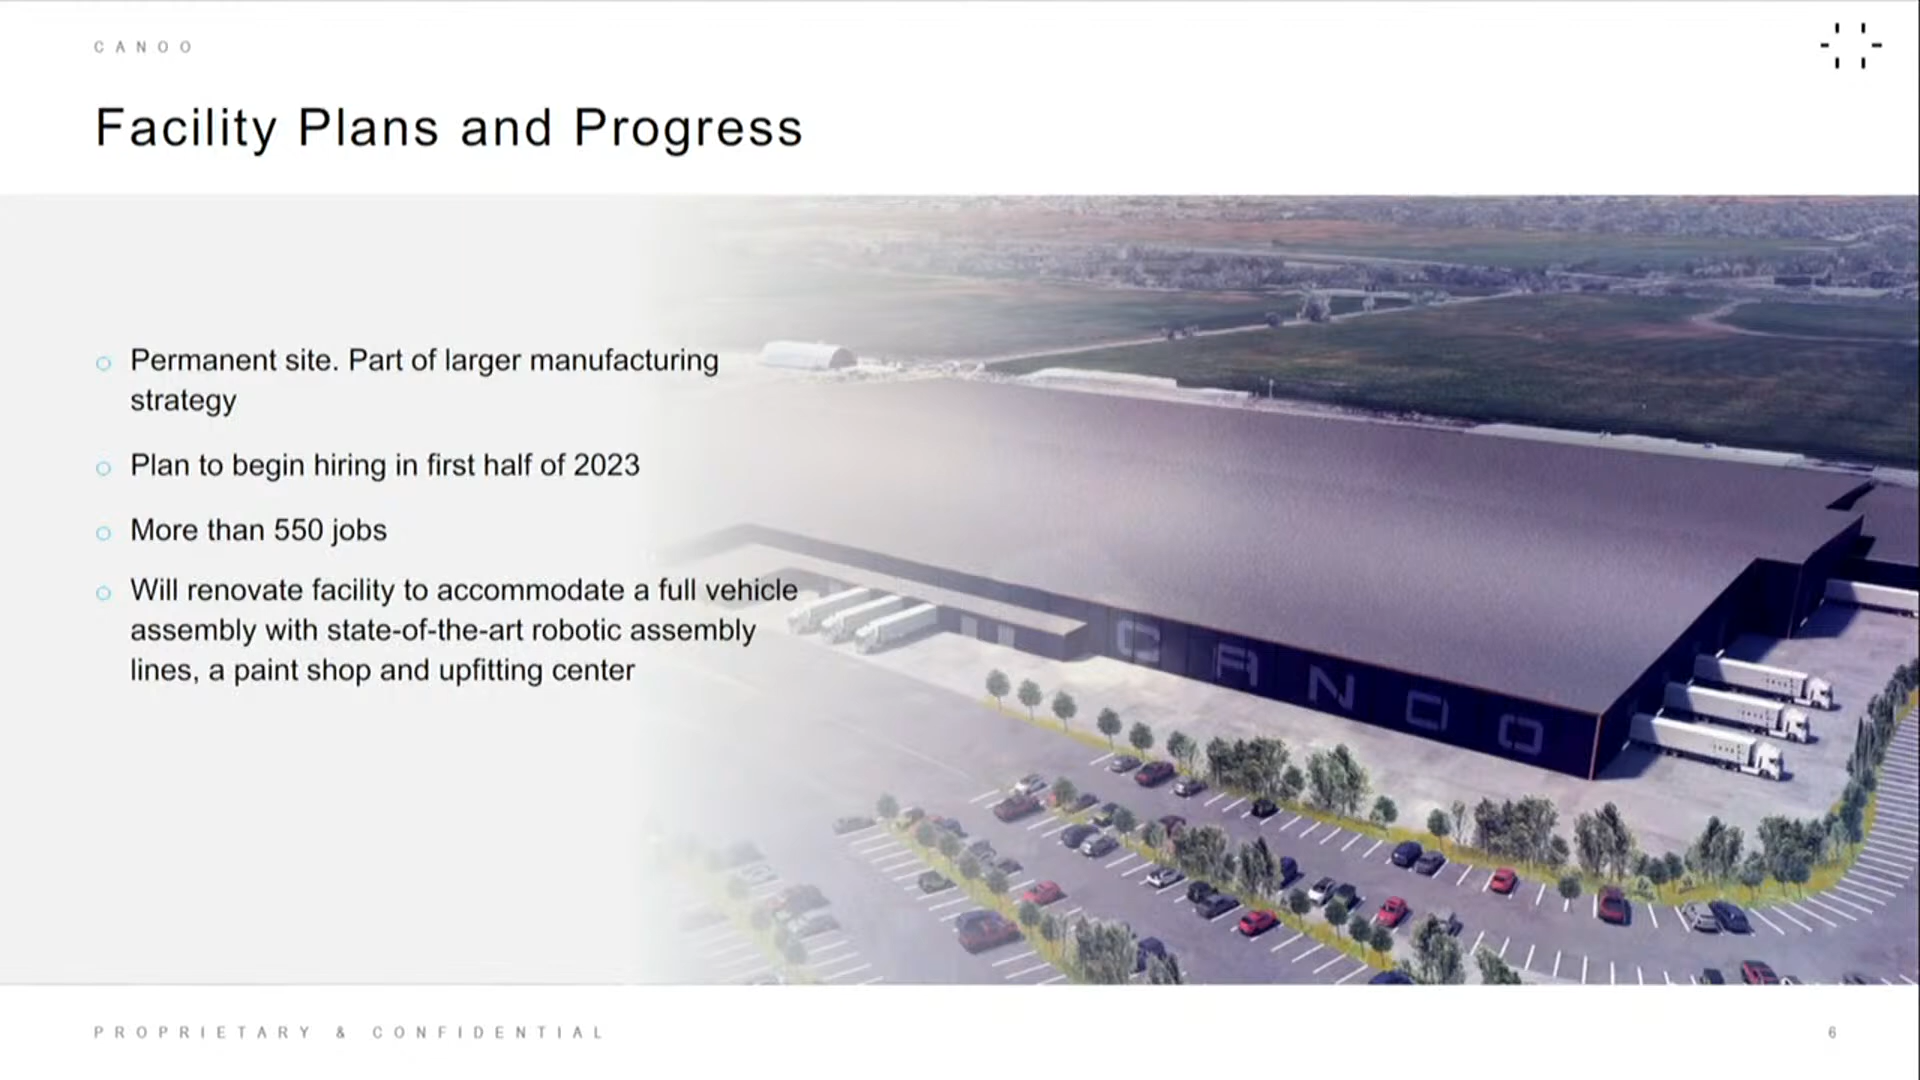 CANOO
Facility Plans and Progress
Permanent site. Part of larger manufacturing
strategy
Plan to begin hiring in first half of 2023
More than 550 jobs
Will renovate facility to accommodate a full vehicle
assembly with state-of-the-art robotic assembly
lines, a paint shop and upfitting center
CANOO
PROPRIETARY & CONFIDENTIAL
6